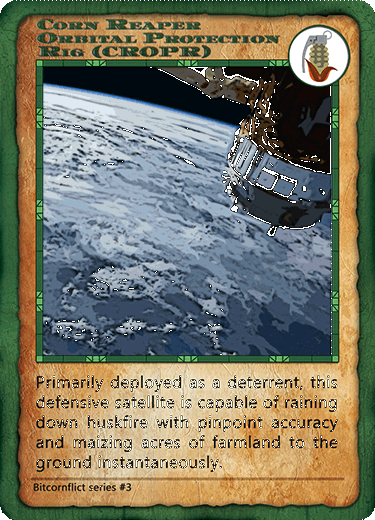 Corn Reaper
Orbital Protection
Rig (CROPR)
Primarily deployed as a deterrent, this
defensive satellite is capable of raining
down huskfire with pinpoint accuracy
and maizing acres of farmland to the
ground instantaneously.
Bitcornflict series #3